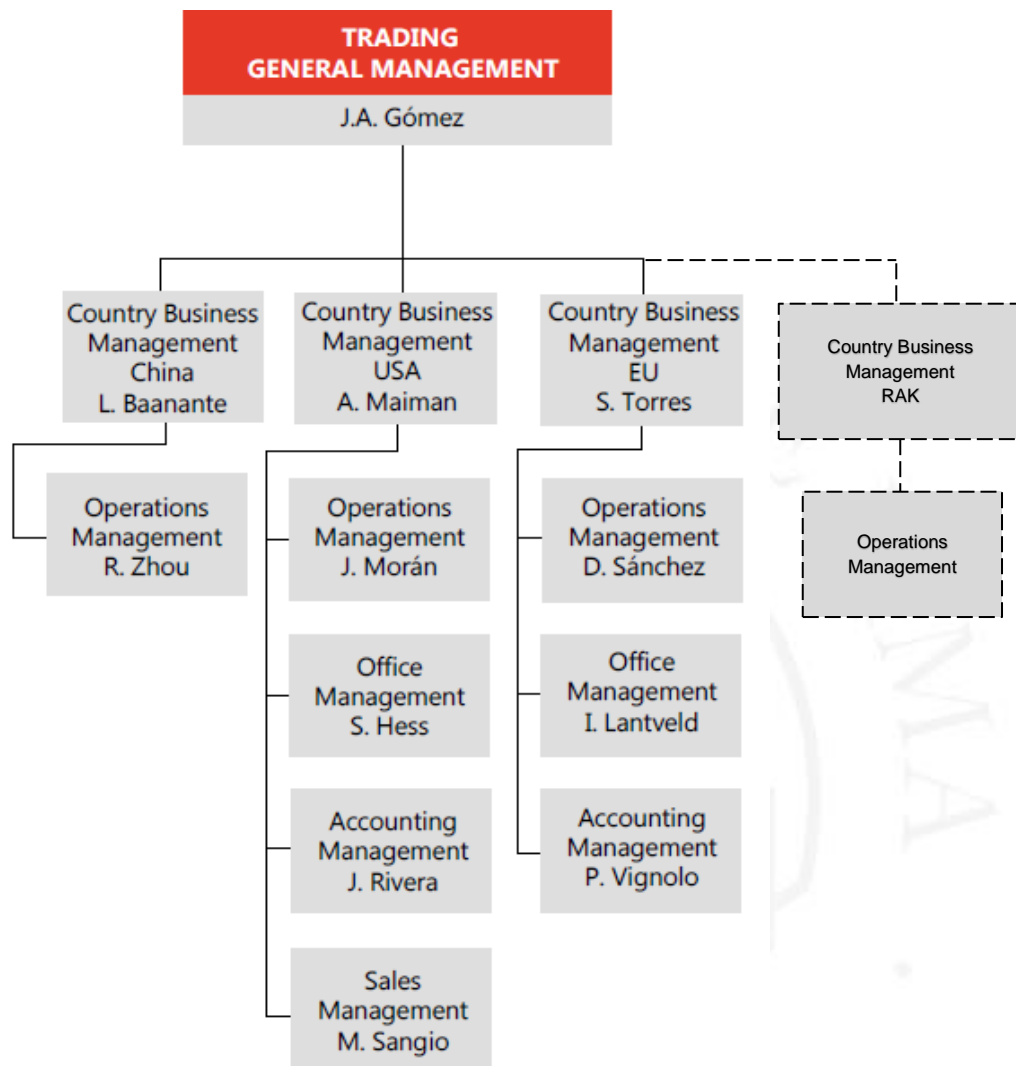 TRADING
GENERAL MANAGEMENT
J.A. Gómez
Country Business
Management
China
L. Baanante
Country Business
Management
USA
A. Maiman
Country Business
Management
EU
S. Torres
Country Business
Management
RAK
Operations
Management
R. Zhou
Operations
Management
J. Morán
Operations
Management
D. Sánchez
Operations
Management
Office
Management
S. Hess
Office
Management
I. Lantveld
Accounting
Management
J. Rivera
Accounting
Management
P. Vignolo
Sales
Management
M. Sangio